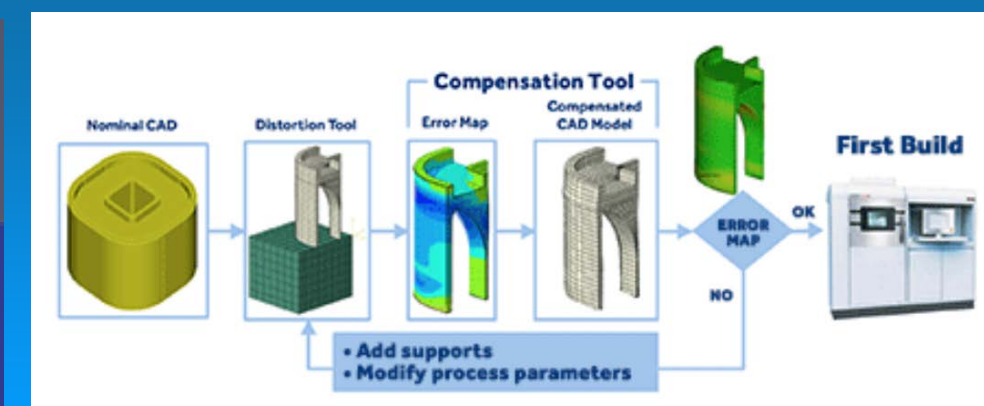 Compensation Tool
Nominal CAD
Distortion Tool
Error Map
Compensated
CAD Model
First Build
ERROR
MAP
OK
NO
• Add supports
• Modify process parameters